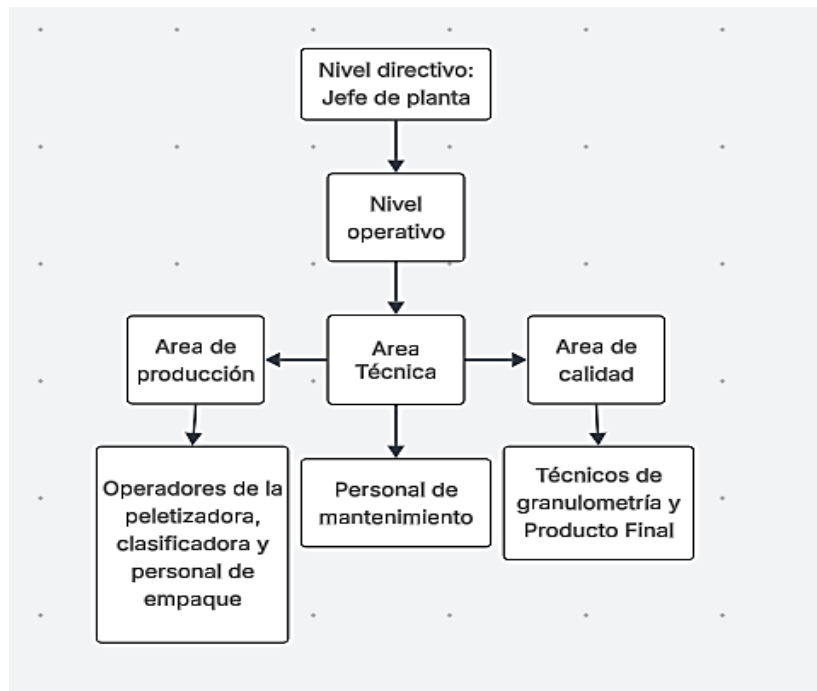 Nivel directivo:
Jefe de planta
Nivel
operativo
Area de
producción
Area
Técnica
Area de
calidad
Operadores de la
peletizadora,
clasificadora y
personal de
empaque
Personal de
mantenimiento
Técnicos de
granulometría y
Producto Final